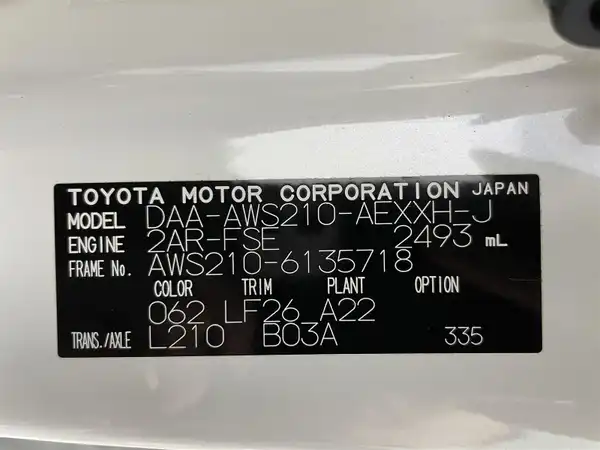 TOYOTA MOTOR CORPORATION JAPAN
MODEL DAA-AWS210-AEXXH-J
ENGINE 2AR-FSE 2493 mL
FRAME No. AWS210-6135718
COLOR TRIM PLANT OPTION
062 LF26 A22
TRANS./AXLE L210 B03A 335